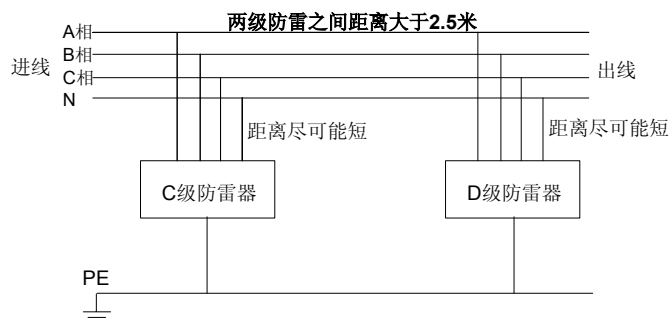 两级防雷之间距离大于2.5米
A相
B相
进线
C相
出线
N
距离尽可能短
距离尽可能短
C级防雷器
D级防雷器
PE